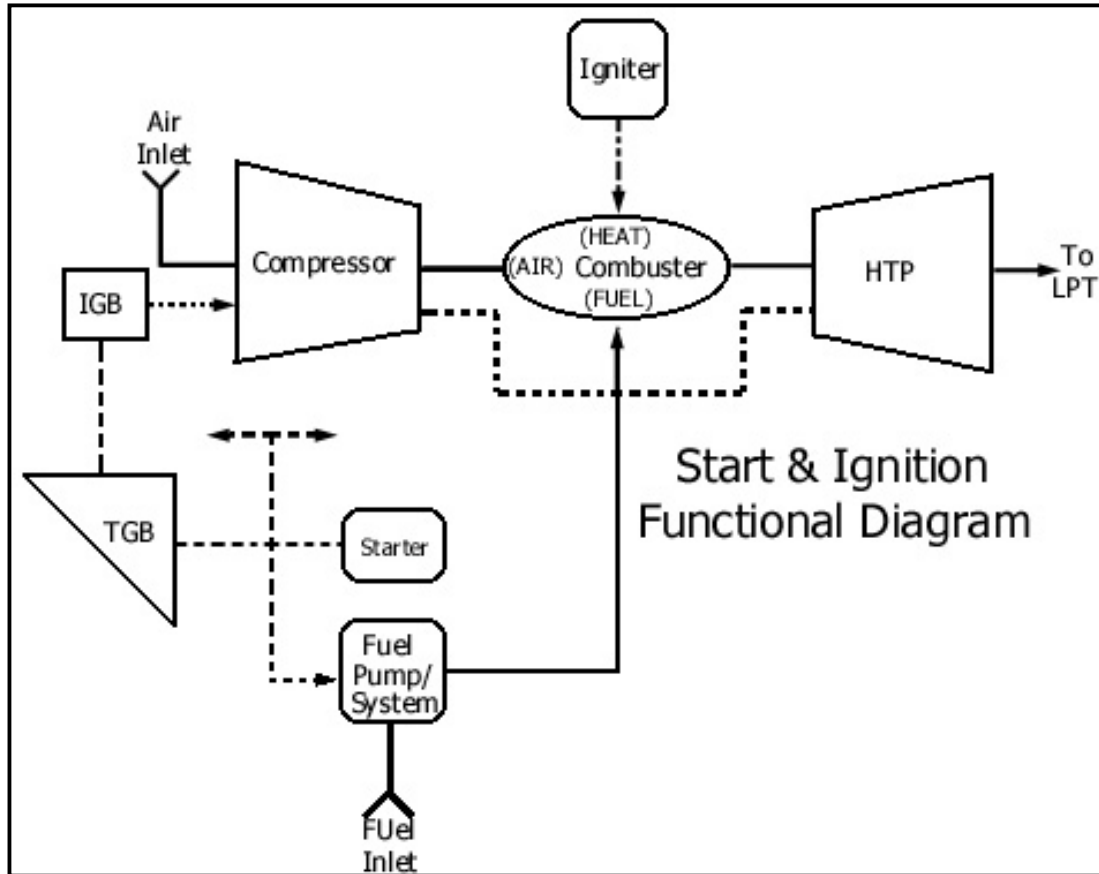 Igniter
Air
Inlet
(HEAT)
Compressor
(AIR) Combuster
(FUEL)
HTP
To
LPT
IGB
Start & Ignition
Functional Diagram
TGB
Starter
Fuel
Pump/
System
FUel
Inlet